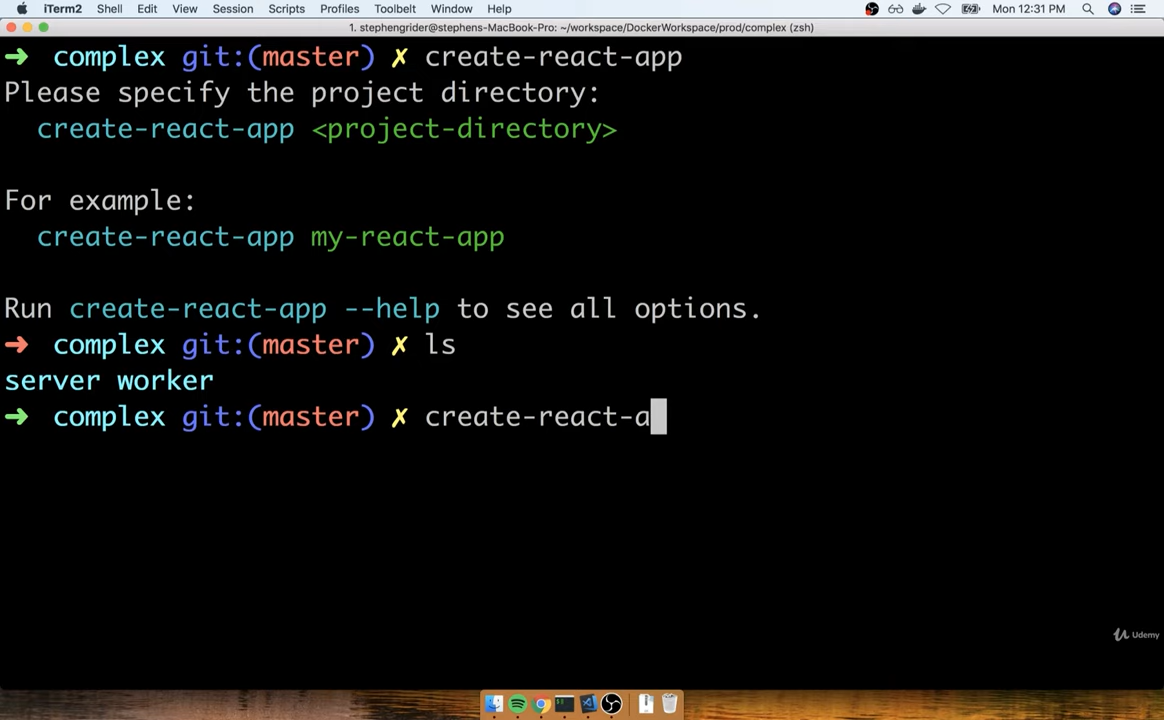 iTerm2 Shell Edit View Session Scripts Profiles Toolbelt Window Help Mon 12:31 PM
1. stephengrider@stephens-MacBook-Pro: ~/workspace/DockerWorkspace/prod/complex (zsh)
➜ complex git:(master) ✗ create-react-app
Please specify the project directory:
create-react-app <project-directory>
For example:
create-react-app my-react-app
Run create-react-app --help to see all options.
➜ complex git:(master) ✗ ls
server worker
➜ complex git:(master) ✗ create-react-a
Udemy